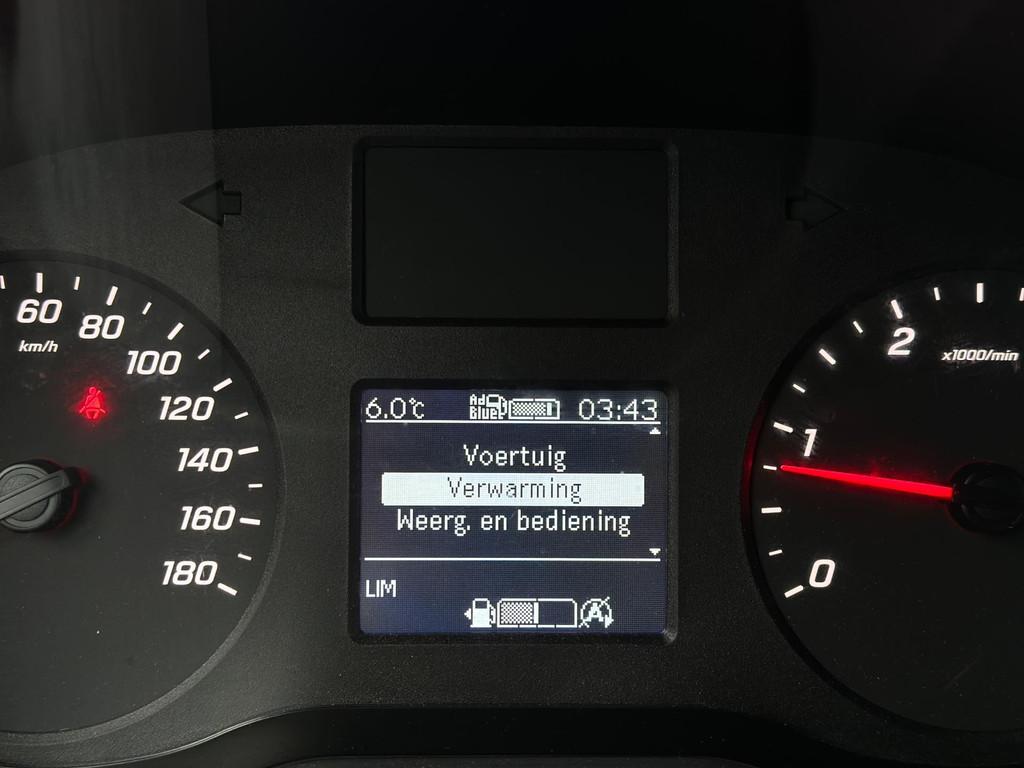 60
80
km/h
100
120
140
160
180
6.0°C AdBlue 03:43
Voertuig
Verwarming
Weerg. en bediening
LIM
A
2
x1000/min
1
0